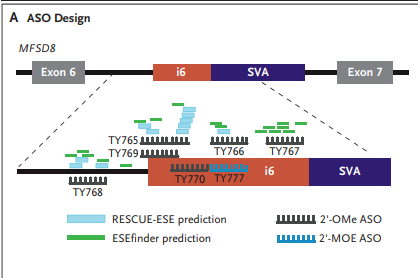 A ASO Design
MFSD8
Exon 6 i6 SVA Exon 7
TY765
TY769 TY766 TY767
TY768 TY770 TY777 i6 SVA
RESCUE-ESE prediction 2'-OMe ASO
ESEfinder prediction 2'-MOE ASO